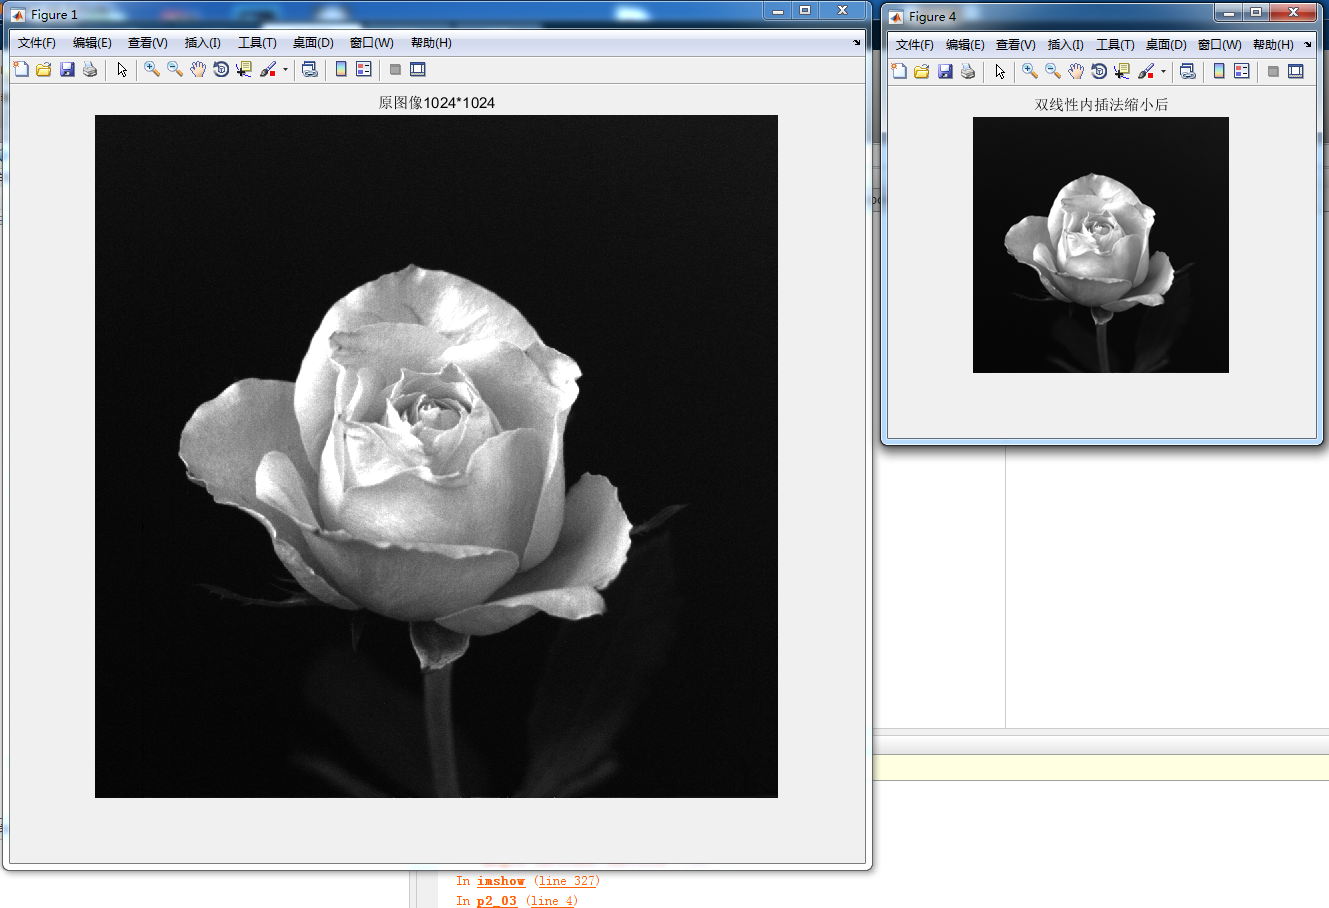 Figure 1
文件(F) 编辑(E) 查看(V) 插入(I) 工具(T) 桌面(D) 窗口(W) 帮助(H)
原图像1024*1024
Figure 4
文件(F) 编辑(E) 查看(V) 插入(I) 工具(T) 桌面(D) 窗口(W) 帮助(H)
双线性内插法缩小后
In imshow (line 327)
In p2_03 (line 4)